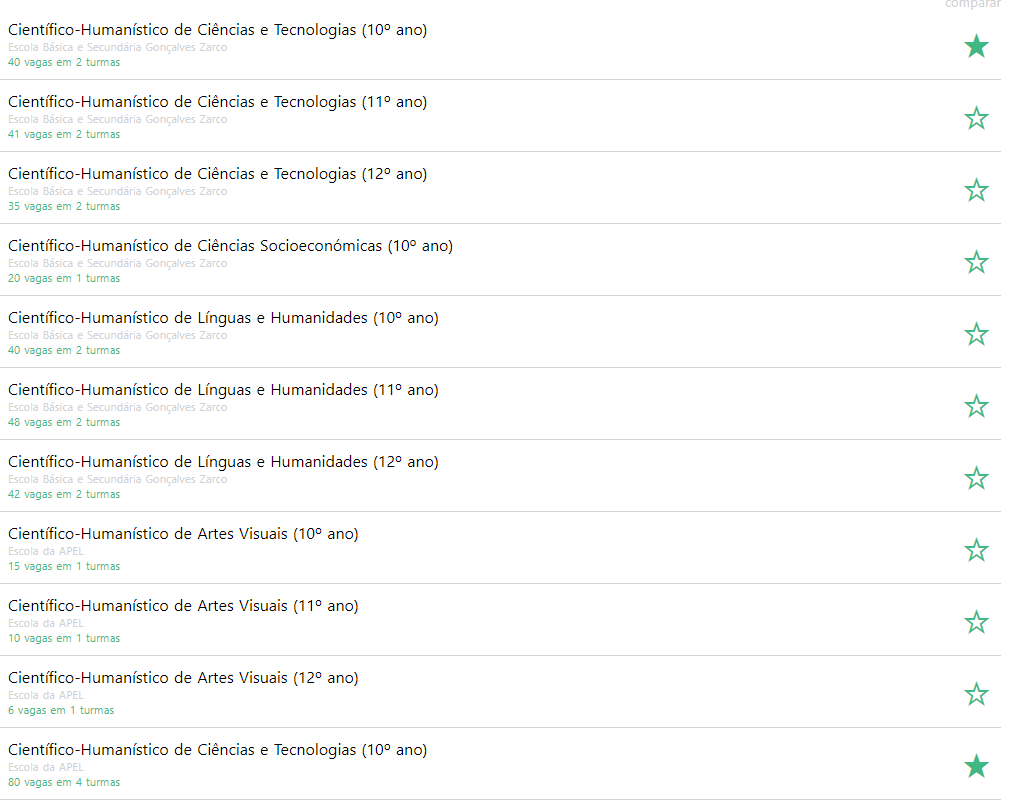 comparar
Científico-Humanístico de Ciências e Tecnologias (10º ano)
Escola Básica e Secundária Gonçalves Zarco
40 vagas em 2 turmas
Científico-Humanístico de Ciências e Tecnologias (11º ano)
Escola Básica e Secundária Gonçalves Zarco
41 vagas em 2 turmas
Científico-Humanístico de Ciências e Tecnologias (12º ano)
Escola Básica e Secundária Gonçalves Zarco
35 vagas em 2 turmas
Científico-Humanístico de Ciências Socioeconómicas (10º ano)
Escola Básica e Secundária Gonçalves Zarco
20 vagas em 1 turmas
Científico-Humanístico de Línguas e Humanidades (10º ano)
Escola Básica e Secundária Gonçalves Zarco
40 vagas em 2 turmas
Científico-Humanístico de Línguas e Humanidades (11º ano)
Escola Básica e Secundária Gonçalves Zarco
48 vagas em 2 turmas
Científico-Humanístico de Línguas e Humanidades (12º ano)
Escola Básica e Secundária Gonçalves Zarco
42 vagas em 2 turmas
Científico-Humanístico de Artes Visuais (10º ano)
Escola da APEL
15 vagas em 1 turmas
Científico-Humanístico de Artes Visuais (11º ano)
Escola da APEL
10 vagas em 1 turmas
Científico-Humanístico de Artes Visuais (12º ano)
Escola da APEL
6 vagas em 1 turmas
Científico-Humanístico de Ciências e Tecnologias (10º ano)
Escola da APEL
80 vagas em 4 turmas